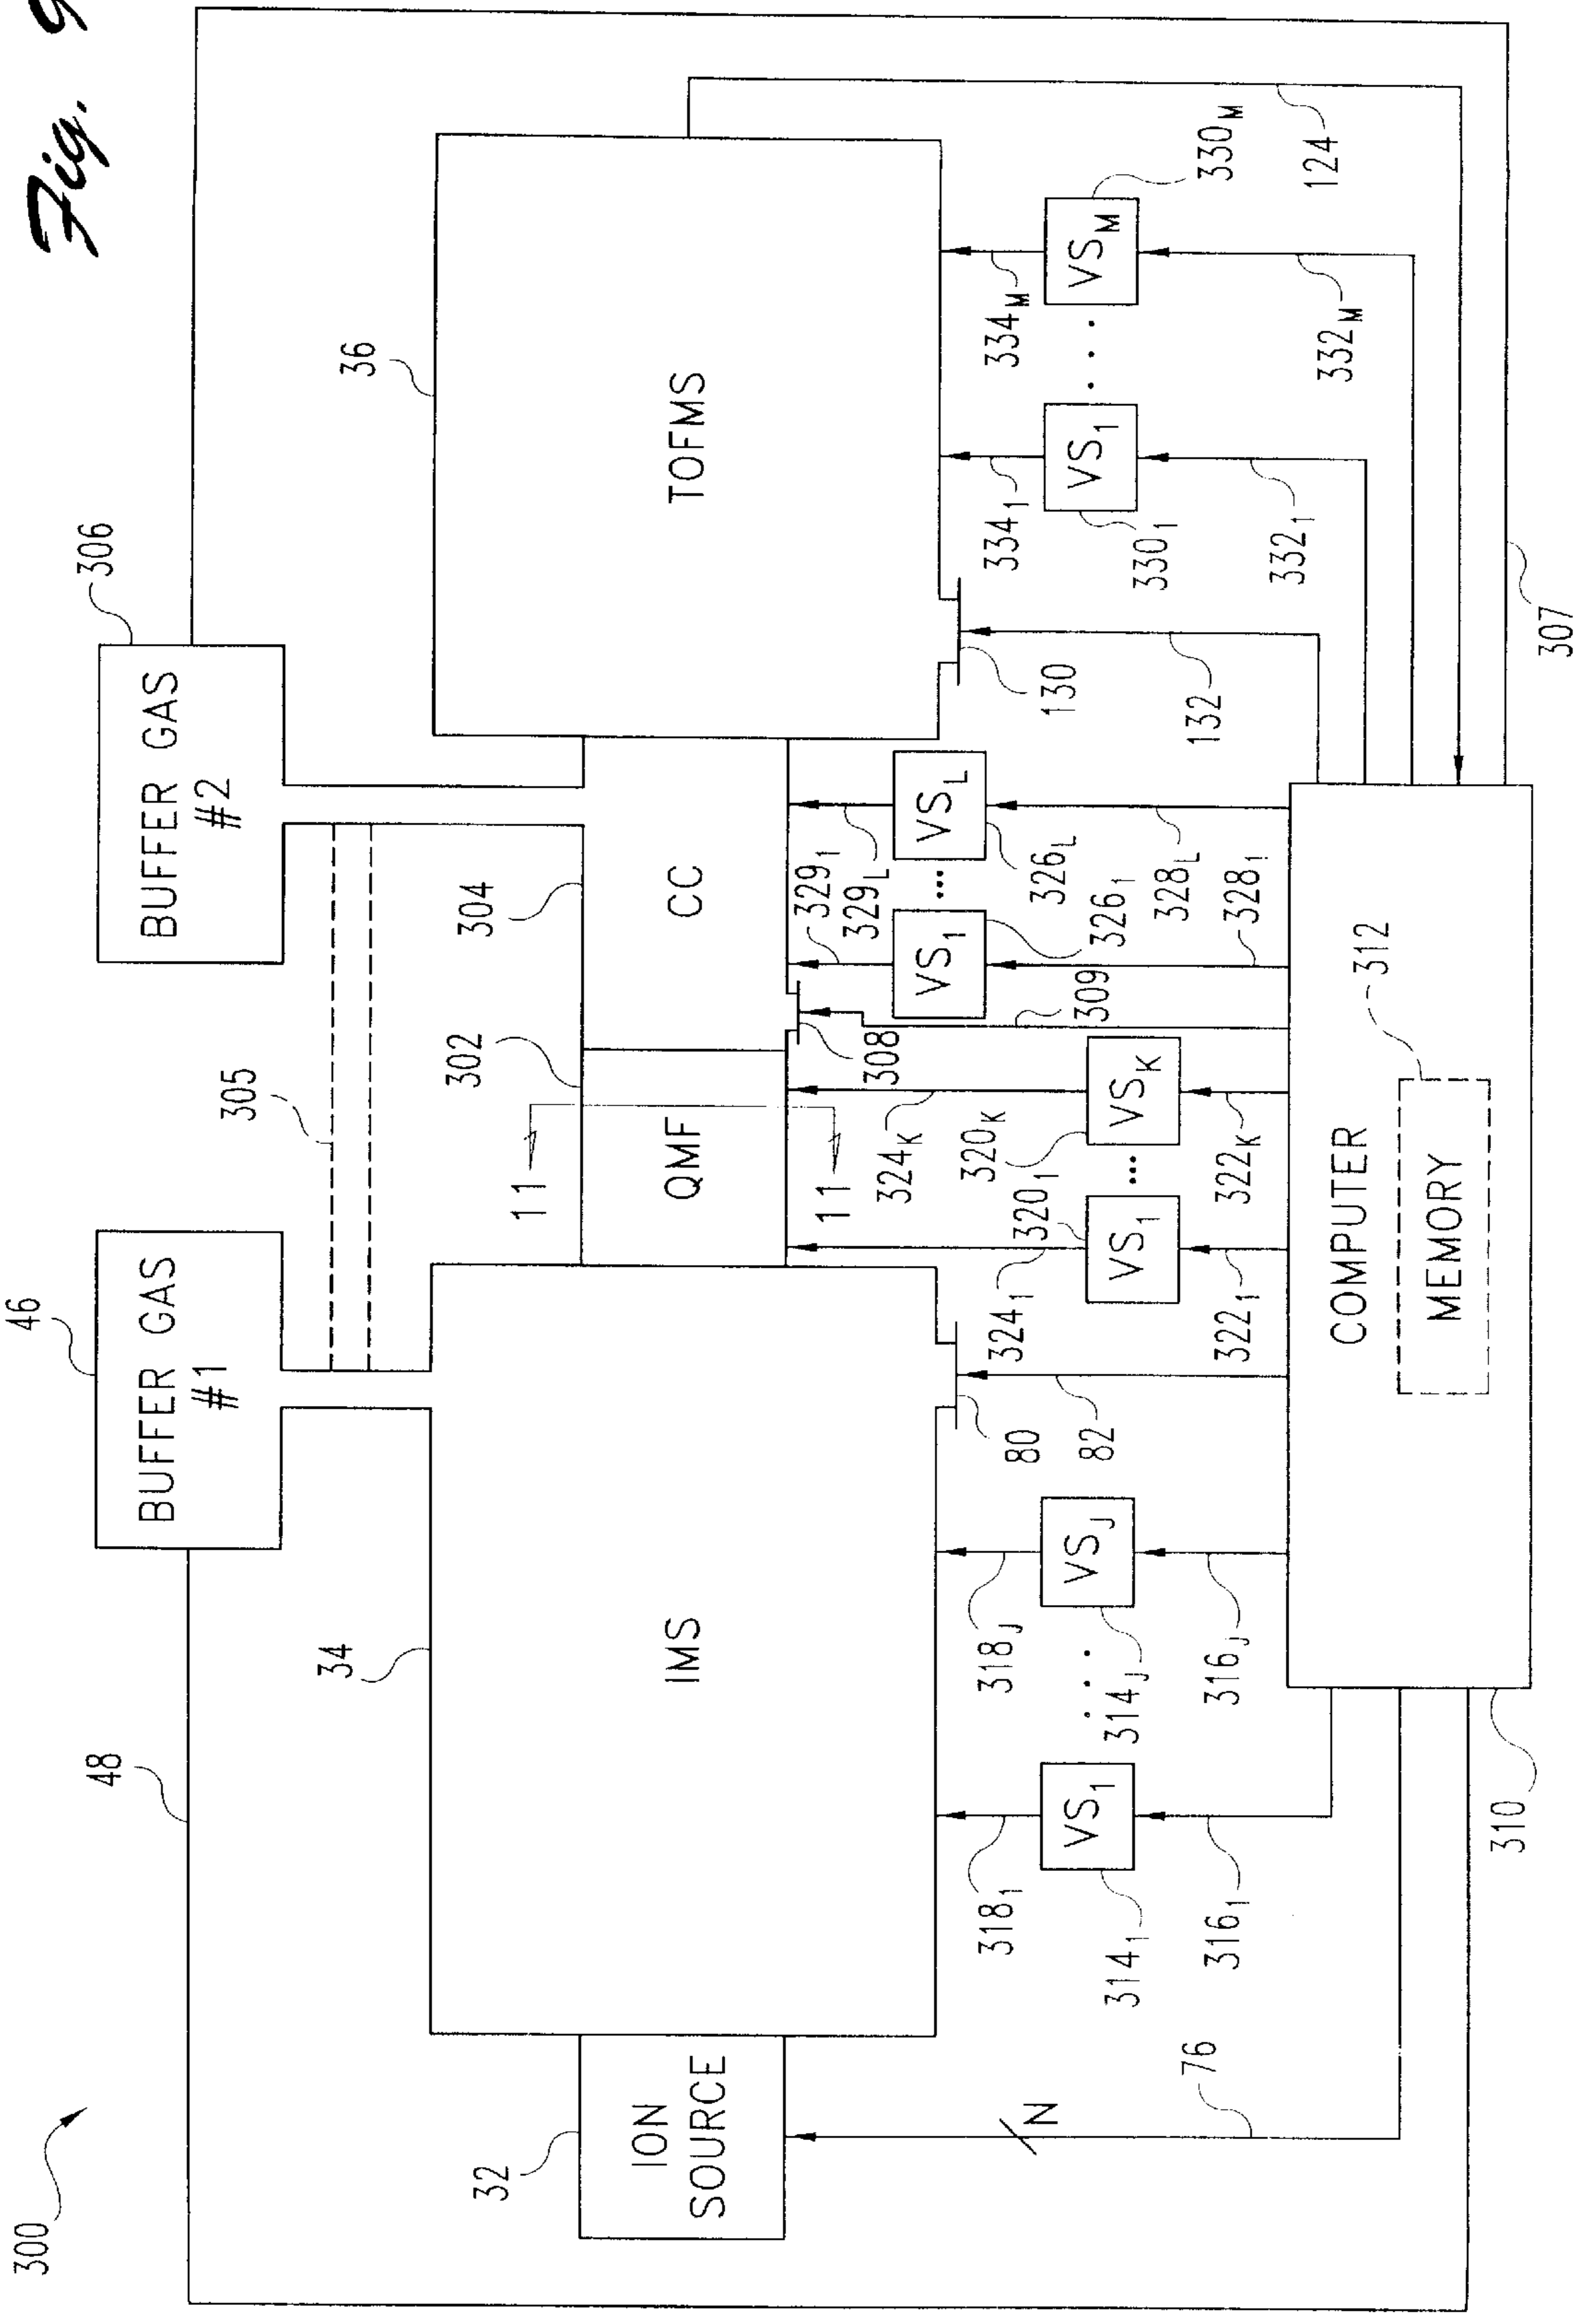 Fig. 9
300
48
46
BUFFER GAS
#1
305
306
BUFFER GAS
#2
34
IMS
302
QMF
11
11
304
CC
36
TOFMS
32
ION
SOURCE
N
76
318₁
VS₁
314₁
316₁
318J
VSJ
314J
. . .
316J
80
82
324₁
320₁
VS₁
322₁
...
324K
320K
VSK
322K
308
309
329₁
VS₁
326₁
328₁
...
329L
VSL
326L
328L
130
132
334₁
VS₁
330₁
332₁
. . .
334M
VSM
330M
332M
124
307
COMPUTER
312
MEMORY
310